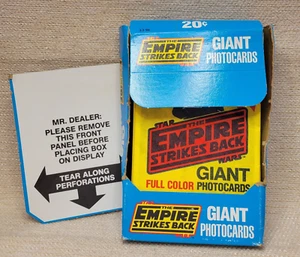 20¢
THE
EMPIRE
STRIKES BACK
GIANT
PHOTOCARDS
MR. DEALER:
PLEASE REMOVE
THIS FRONT
PANEL BEFORE
PLACING BOX
ON DISPLAY
TEAR ALONG
PERFORATIONS
STAR
THE
EMPIRE
STRIKES BACK
WARS
GIANT
FULL COLOR PHOTOCARDS
THE
EMPIRE
STRIKES BACK
GIANT
PHOTOCARDS